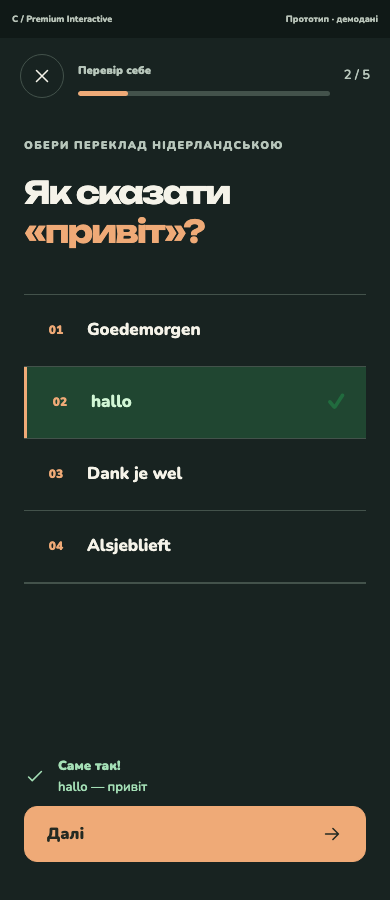 C / Premium Interactive
Прототип · демодані
Перевір себе
2 / 5
ОБЕРИ ПЕРЕКЛАД НІДЕРЛАНДСЬКОЮ
Як сказати
«привіт»?
01 Goedemorgen
02 hallo
03 Dank je wel
04 Alsjeblieft
Саме так!
hallo — привіт
Далі